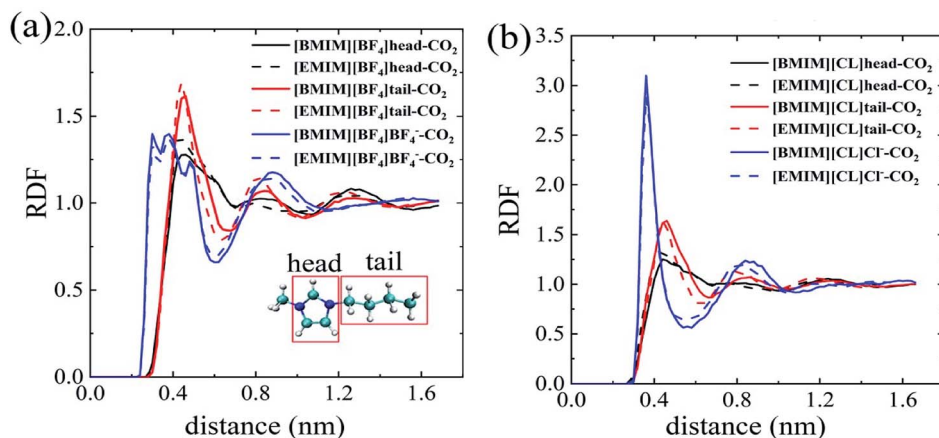 (a)
2.0
1.5
1.0
0.5
0.0
RDF
[BMIM][BF₄]head-CO₂
[EMIM][BF₄]head-CO₂
[BMIM][BF₄]tail-CO₂
[EMIM][BF₄]tail-CO₂
[BMIM][BF₄]BF₄⁻-CO₂
[EMIM][BF₄]BF₄⁻-CO₂
head tail
0.0 0.4 0.8 1.2 1.6
distance (nm)
(b)
3.5
3.0
2.5
2.0
1.5
1.0
0.5
0.0
RDF
[BMIM][CL]head-CO₂
[EMIM][CL]head-CO₂
[BMIM][CL]tail-CO₂
[EMIM][CL]tail-CO₂
[BMIM][CL]Cl⁻-CO₂
[EMIM][CL]Cl⁻-CO₂
0.0 0.4 0.8 1.2 1.6
distance (nm)